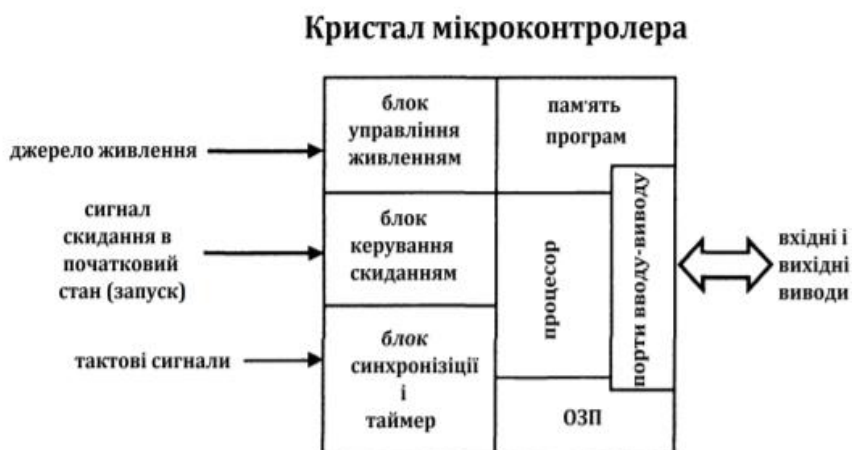 Кристал мікроконтролера
джерело живлення
сигнал
скидання в
початковий
стан (запуск)
тактові сигнали
блок
управління
живленням
блок
керування
скиданням
блок
синхронізіції
і
таймер
пам'ять
програм
процесор
порти вводу-виводу
ОЗП
вхідні і
вихідні
виводи